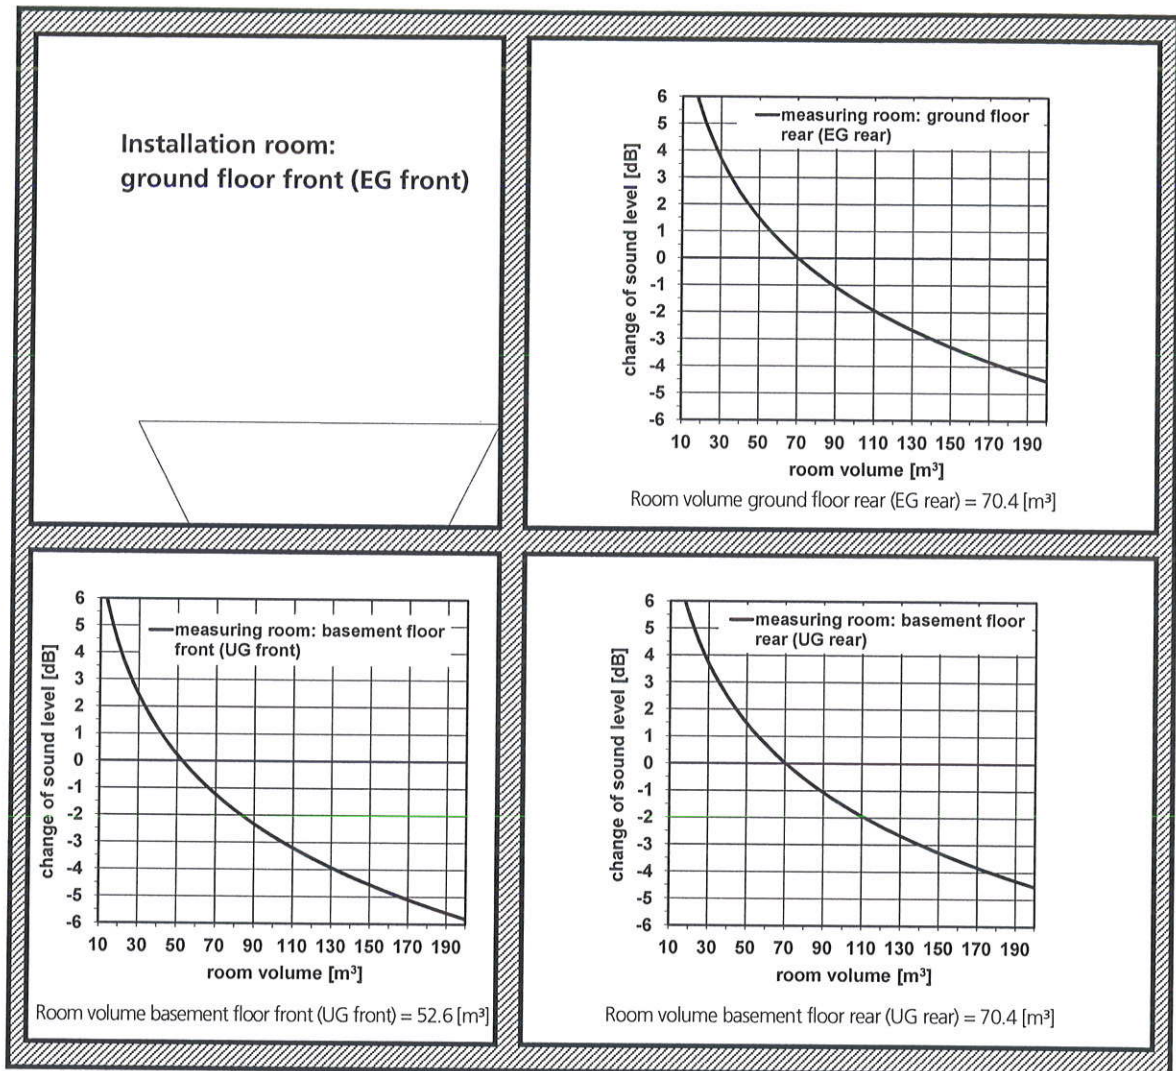 Installation room:
ground floor front (EG front)
6
5
4
3
2
1
0
-1
-2
-3
-4
-5
-6
change of sound level [dB]
measuring room: ground floor
rear (EG rear)
10 30 50 70 90 110 130 150 170 190
room volume [m³]
Room volume ground floor rear (EG rear) = 70.4 [m³]
6
5
4
3
2
1
0
-1
-2
-3
-4
-5
-6
change of sound level [dB]
measuring room: basement floor
front (UG front)
10 30 50 70 90 110 130 150 170 190
room volume [m³]
Room volume basement floor front (UG front) = 52.6 [m³]
6
5
4
3
2
1
0
-1
-2
-3
-4
-5
-6
change of sound level [dB]
measuring room: basement floor
rear (UG rear)
10 30 50 70 90 110 130 150 170 190
room volume [m³]
Room volume basement floor rear (UG rear) = 70.4 [m³]